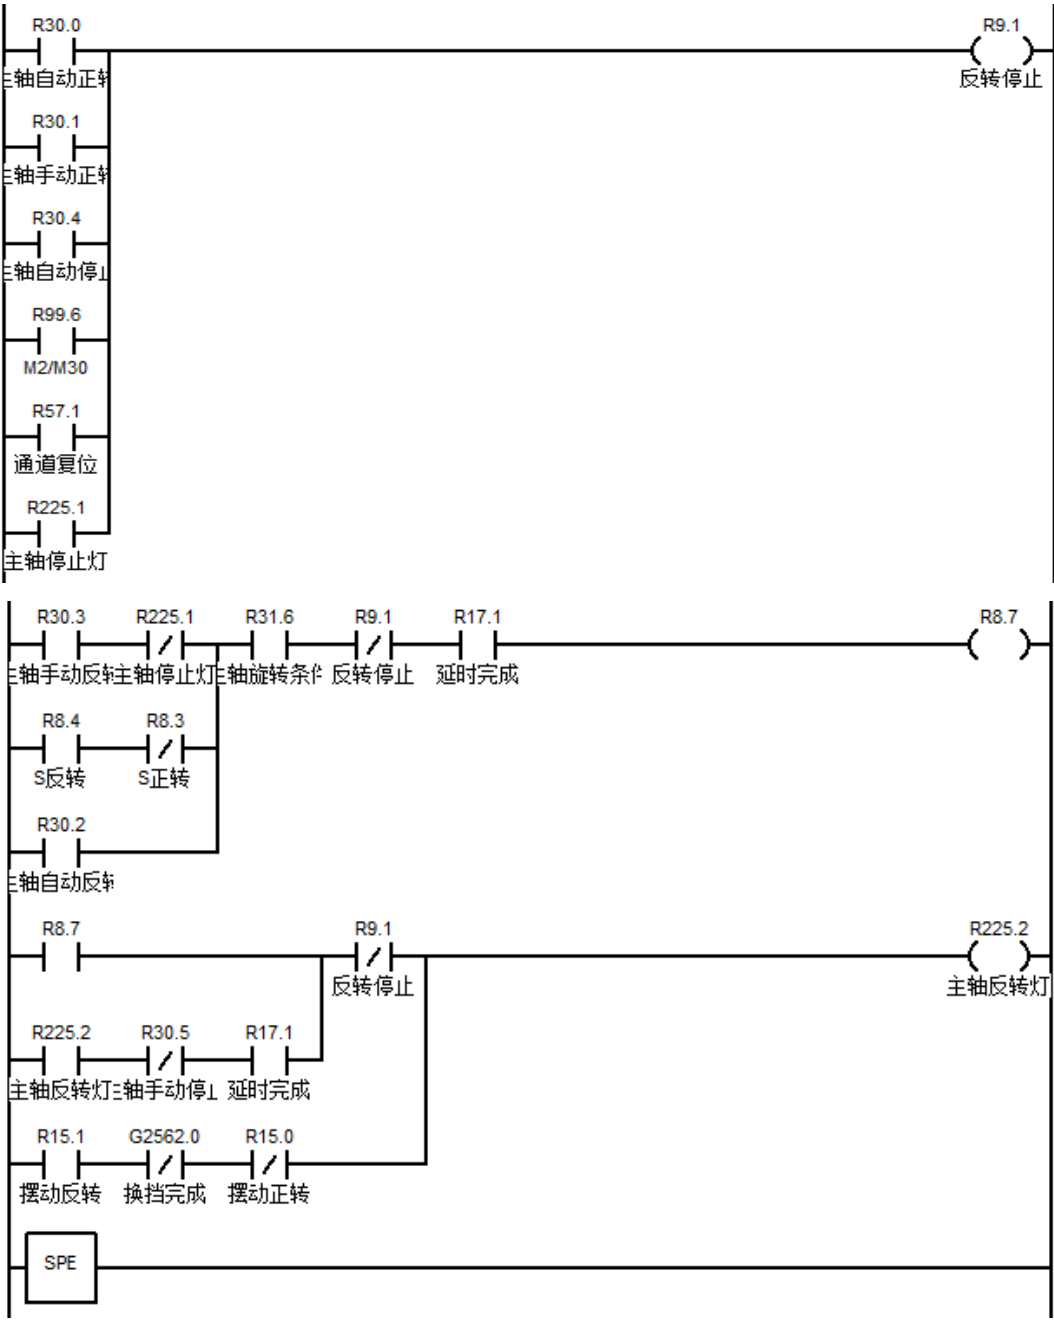 R30.0 R9.1
主轴自动正转 反转停止
R30.1
主轴手动正转
R30.4
主轴自动停止
R99.6
M2/M30
R57.1
通道复位
R225.1
主轴停止灯
R30.3 R225.1 R31.6 R9.1 R17.1 R8.7
主轴手动反转 主轴停止灯 主轴旋转条件 反转停止 延时完成
R8.4 R8.3
S反转 S正转
R30.2
主轴自动反转
R8.7 R9.1 R225.2
反转停止 主轴反转灯
R225.2 R30.5 R17.1
主轴反转灯 主轴手动停止 延时完成
R15.1 G2562.0 R15.0
摆动反转 换挡完成 摆动正转
SPE